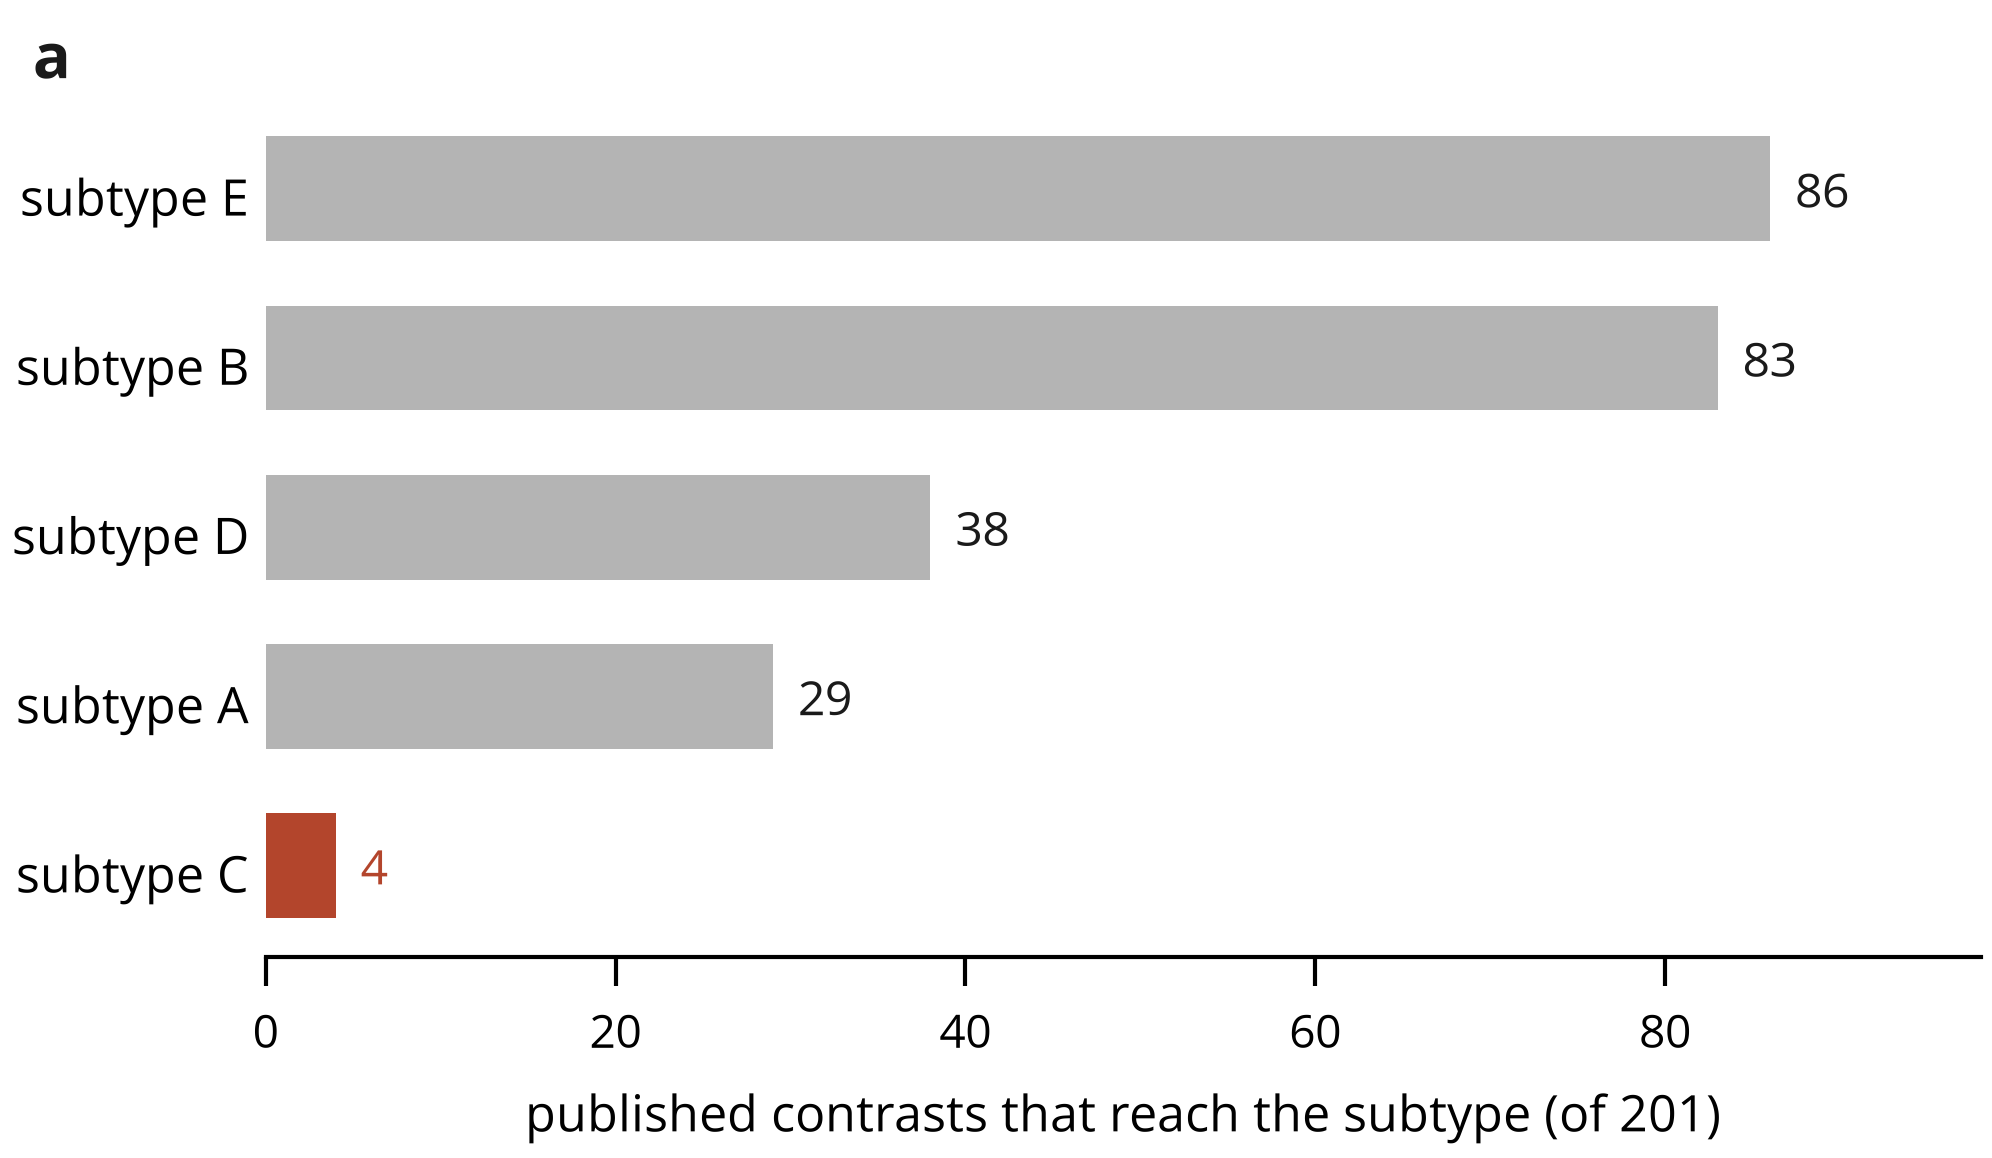 a
subtype E 86
subtype B 83
subtype D 38
subtype A 29
subtype C 4
0 20 40 60 80
published contrasts that reach the subtype (of 201)